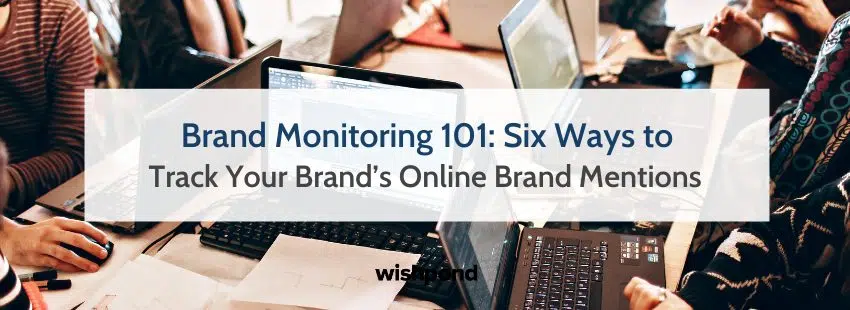 Brand Monitoring 101: Six Ways to
Track Your Brand’s Online Brand Mentions
wishpond